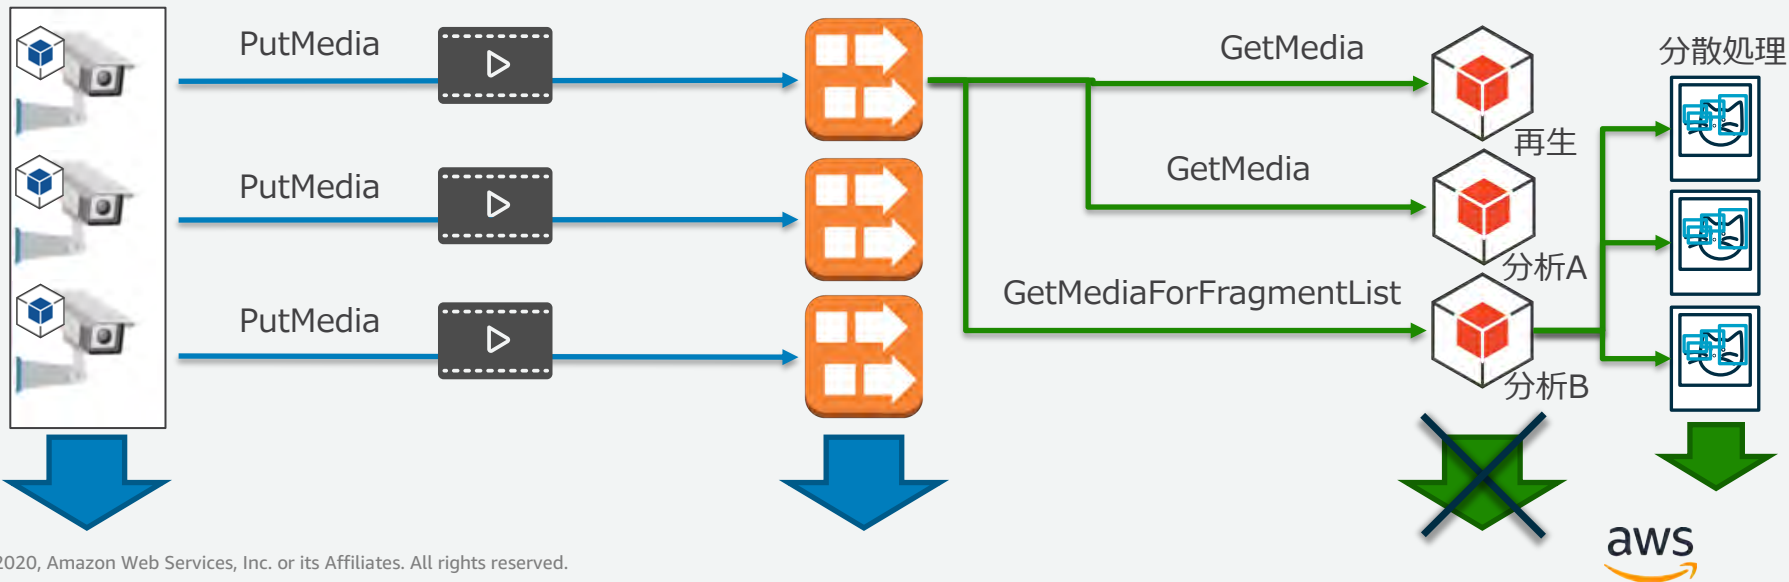 PutMedia
GetMedia
分散処理
再生
PutMedia
GetMedia
分析A
PutMedia
GetMediaForFragmentList
分析B
2020, Amazon Web Services, Inc. or its Affiliates. All rights reserved.
aws